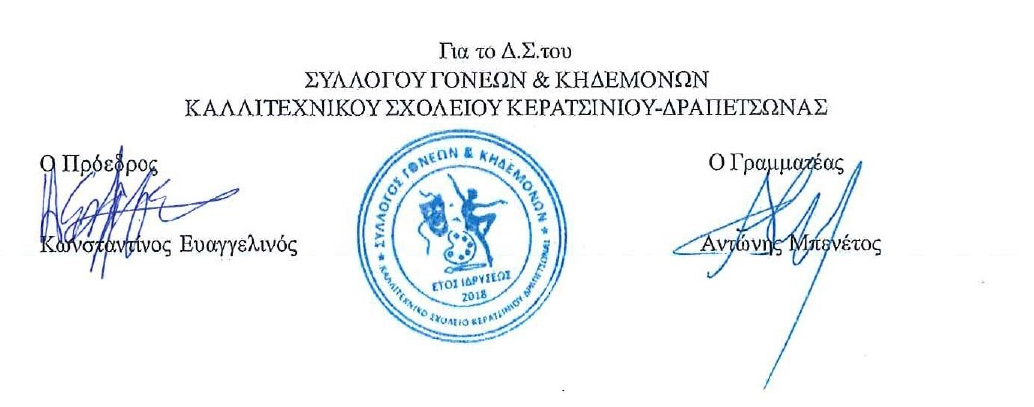 Για το Δ.Σ.του
ΣΥΛΛΟΓΟΥ ΓΟΝΕΩΝ & ΚΗΔΕΜΟΝΩΝ
ΚΑΛΛΙΤΕΧΝΙΚΟΥ ΣΧΟΛΕΙΟΥ ΚΕΡΑΤΣΙΝΙΟΥ-ΔΡΑΠΕΤΣΩΝΑΣ
Ο Πρόεδρος
Ο Γραμματέας
ΣΥΛΛΟΓΟΣ ΓΟΝΕΩΝ & ΚΗΔΕΜΟΝΩΝ
ΕΤΟΣ ΙΔΡΥΣΕΩΣ
2018
ΚΑΛΛΙΤΕΧΝΙΚΟ ΣΧΟΛΕΙΟ ΚΕΡΑΤΣΙΝΙΟΥ ΔΡΑΠΕΤΣΩΝΑΣ
Κωνσταντίνος Ευαγγελινός
Αντώνης Μπενέτος